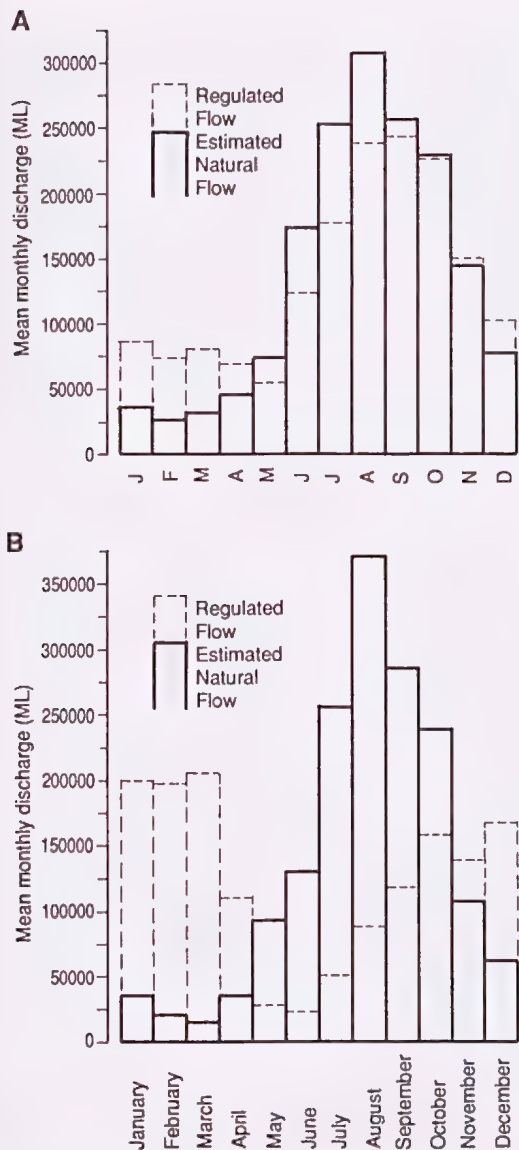 A
Mean monthly discharge (ML)
300000
250000
200000
150000
100000
50000
0
Regulated
Flow
Estimated
Natural
Flow
J F M A M J J A S O N D
B
Mean monthly discharge (ML)
350000
300000
250000
200000
150000
100000
50000
0
Regulated
Flow
Estimated
Natural
Flow
January
February
March
April
May
June
July
August
September
October
November
December